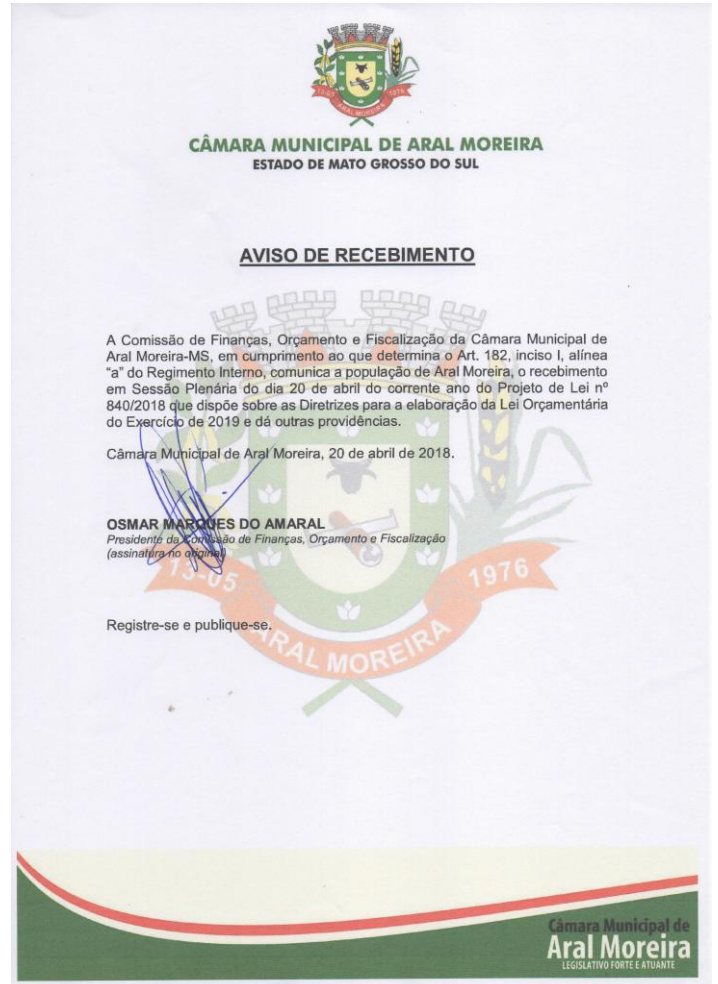 13-05 1976
ARAL MOREIRA
CÂMARA MUNICIPAL DE ARAL MOREIRA
ESTADO DE MATO GROSSO DO SUL
AVISO DE RECEBIMENTO
A Comissão de Finanças, Orçamento e Fiscalização da Câmara Municipal de
Aral Moreira-MS, em cumprimento ao que determina o Art. 182, inciso I, alínea
“a” do Regimento Interno, comunica a população de Aral Moreira, o recebimento
em Sessão Plenária do dia 20 de abril do corrente ano do Projeto de Lei nº
840/2018 que dispõe sobre as Diretrizes para a elaboração da Lei Orçamentária
do Exercício de 2019 e dá outras providências.
Câmara Municipal de Aral Moreira, 20 de abril de 2018.
OSMAR MARQUES DO AMARAL
Presidente da Comissão de Finanças, Orçamento e Fiscalização
(assinatura no original)
13-05 1976
Registre-se e publique-se.
ARAL MOREIRA
Câmara Municipal de
Aral Moreira
LEGISLATIVO FORTE E ATUANTE